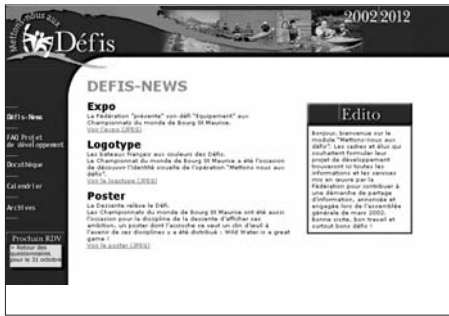 Mettons-nous aux
Défis
2002/2012
DEFIS-NEWS
Défis-News
FAQ Projet
de développement
Docuthèque
Calendrier
Archives
Prochain RDV
> Retour des
questionnaires
pour le 31 octobre
Expo
La Fédération "présente" son défi "Equipement" aux
Championnats du monde de Bourg St Maurice.
Voir l'expo (JPEG)
Logotype
Les bateaux français aux couleurs des Défis.
Le Championnat du monde de Bourg St Maurice a été l'occasion
de découvrir l'identité visuelle de l'opération "Mettons nous aux
défis".
Voir le logotype (JPEG)
Poster
La Descente relève le Défi.
Les Championnats du monde de Bourg St Maurice ont été aussi
l'occasion pour la discipline de la descente d'afficher ses
ambition, un poster dont l'accroche se veut un clin d'œuil à
l'avenir de ses disciplines y a été distribué : Wild Water is a great
game !
Voir le poster (JPEG)
Edito
Bonjour, bienvenue sur le
module "Mettons-nous aux
défis". Les cadres et élus qui
souhaitent formuler leur
projet de développement
trouveront ici toutes les
informations et les services
mis en œuvre par la
Fédération pour contribuer à
une démarche de partage
d'information, annoncée et
engagée lors de l'assemblée
générale de mars 2002.
Bonne visite, bon travail et
surtout bons défis !